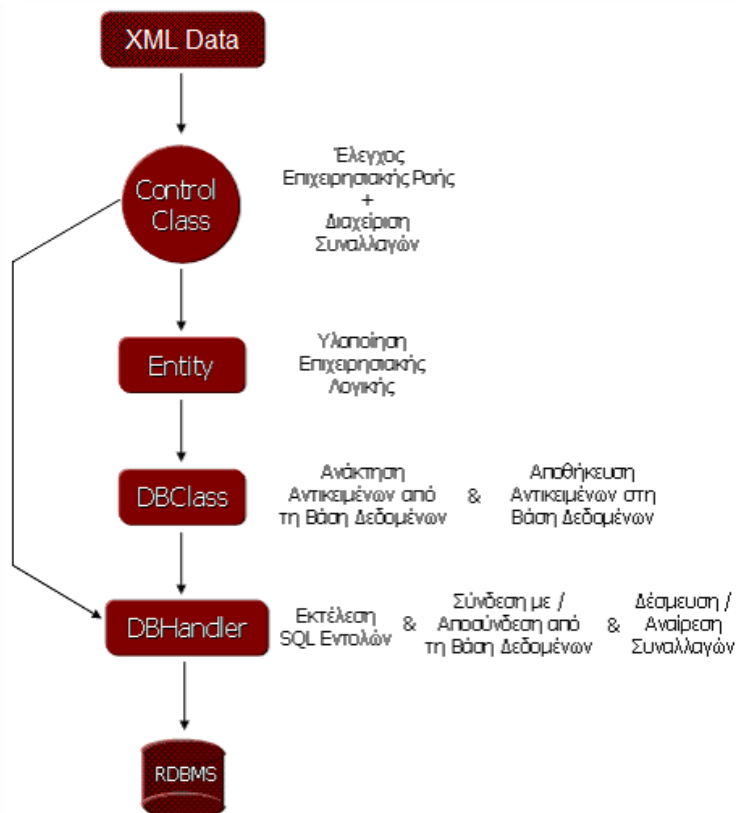 XML Data
Control
Class
Έλεγχος
Επιχειρησιακής Ροής
+
Διαχείριση
Συναλλαγών
Entity
Υλοποίηση
Επιχειρησιακής
Λογικής
DBClass
Ανάκτηση
Αντικειμένων από
τη Βάση Δεδομένων
&
Αποθήκευση
Αντικειμένων στη
Βάση Δεδομένων
DBHandler
Εκτέλεση
SQL Εντολών
&
Σύνδεση με /
Αποσύνδεση από
τη Βάση Δεδομένων
&
Δέσμευση /
Αναίρεση
Συναλλαγών
RDBMS